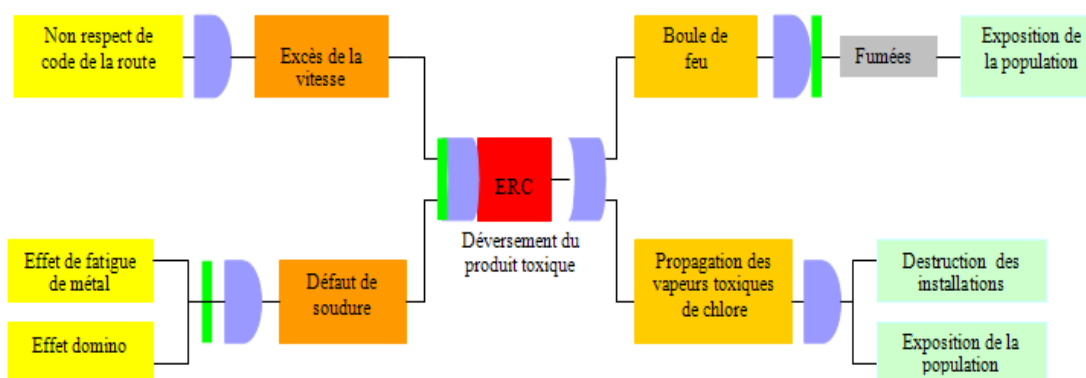 Non respect de
code de la route
Excès de la
vitesse
Boule de
feu
Fumées
Exposition de
la population
ERC
Déversement du
produit toxique
Effet de fatigue
de métal
Effet domino
Défaut de
soudure
Propagation des
vapeurs toxiques
de chlore
Destruction des
installations
Exposition de la
population